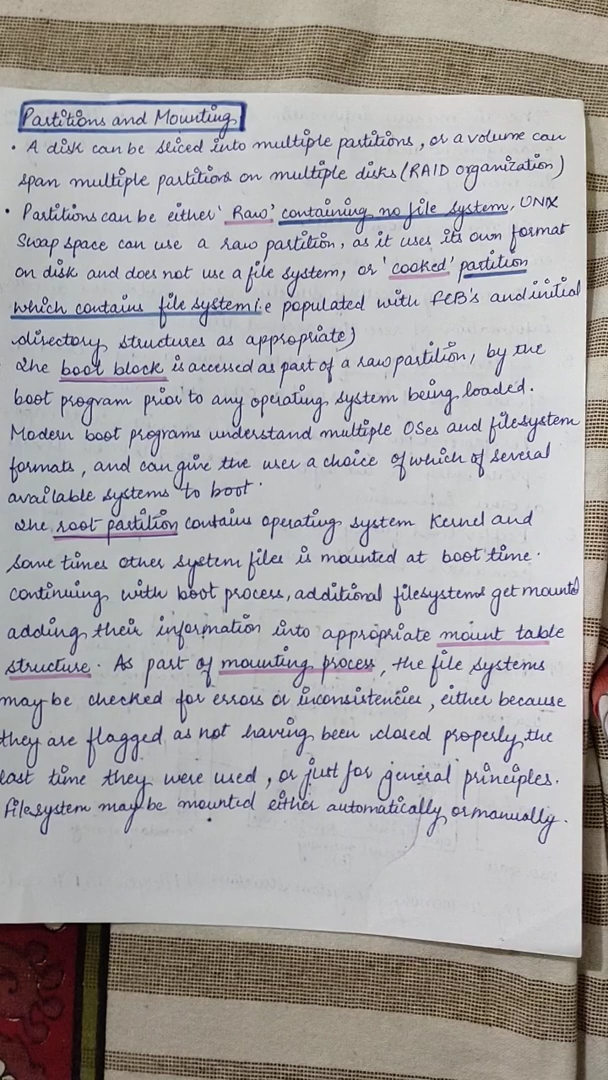 Partitions and Mounting
• A disk can be sliced into multiple partitions, or a volume can
span multiple partitions on multiple disks (RAID organization)
• Partitions can be either 'Raw' containing no file system, UNIX
Swap space can use a raw partition, as it uses its own format
on disk and does not use a file system, or 'cooked' partition
which contains file system i.e populated with FCB's and initial
directory structures as appropriate)
The boot block is accessed as part of a raw partition, by the
boot program prior to any operating system being loaded.
Modern boot programs understand multiple OSes and filesystem
formats, and can give the user a choice of which of several
available systems to boot.
The root partition contains operating system Kernel and
some times other system files is mounted at boot time.
continuing with boot process, additional filesystems get mounted
adding their information into appropriate mount table
structure. As part of mounting process, the file systems
may be checked for errors or inconsistencies, either because
they are flagged as not having been closed properly the
last time they were used, or just for general principles.
filesystem may be mounted either automatically or manually.